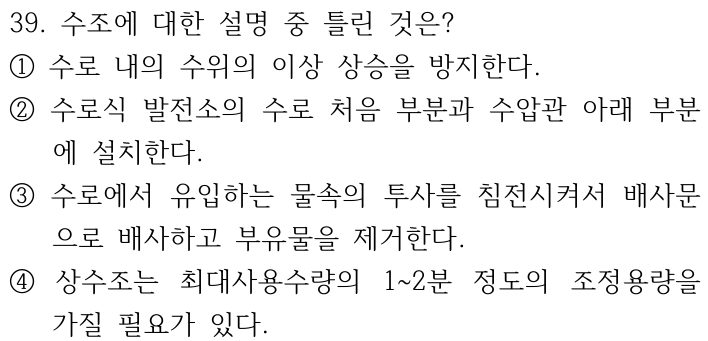 39. 수조에 대한 설명 중 틀린 것은?
① 수로 내의 수위의 이상 상승을 방지한다.
② 수로식 발전소의 수로 처음 부분과 수압관 아래 부분
에 설치한다.
③ 수로에서 유입하는 물속의 투사를 침전시켜서 배사문
으로 배사하고 부유물을 제거한다.
④ 상수조는 최대사용수량의 1~2분 정도의 조정용량을
가질 필요가 있다.